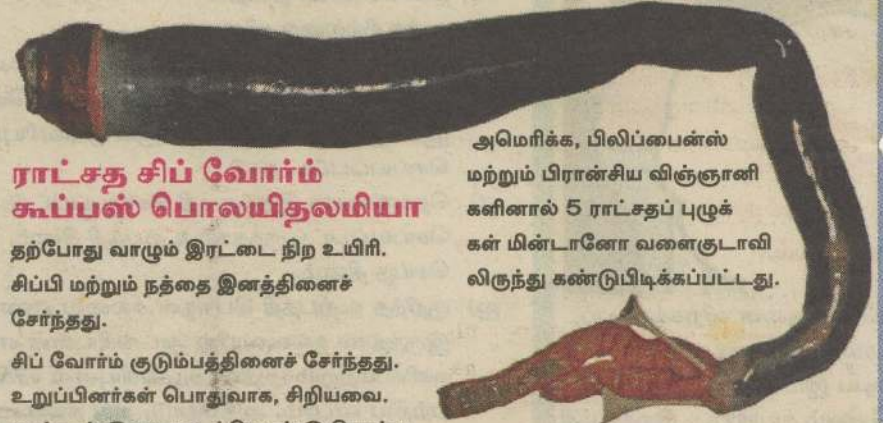 ராட்சத சிப் வோர்ம்
கூப்பஸ் பொலயிதலமியா
தற்போது வாழும் இரட்டை நிற உயிரி.
சிப்பி மற்றும் நத்தை இனத்தினைச்
சேர்ந்தது.
சிப் வோர்ம் குடும்பத்தினைச் சேர்ந்தது.
உறுப்பினர்கள் பொதுவாக, சிறியவை.
அமெரிக்க, பிலிப்பைன்ஸ்
மற்றும் பிரான்சிய விஞ்ஞானி
களினால் 5 ராட்சதப் புழுக்
கள் மின்டானோ வளைகுடாவி
லிருந்து கண்டுபிடிக்கப்பட்டது.